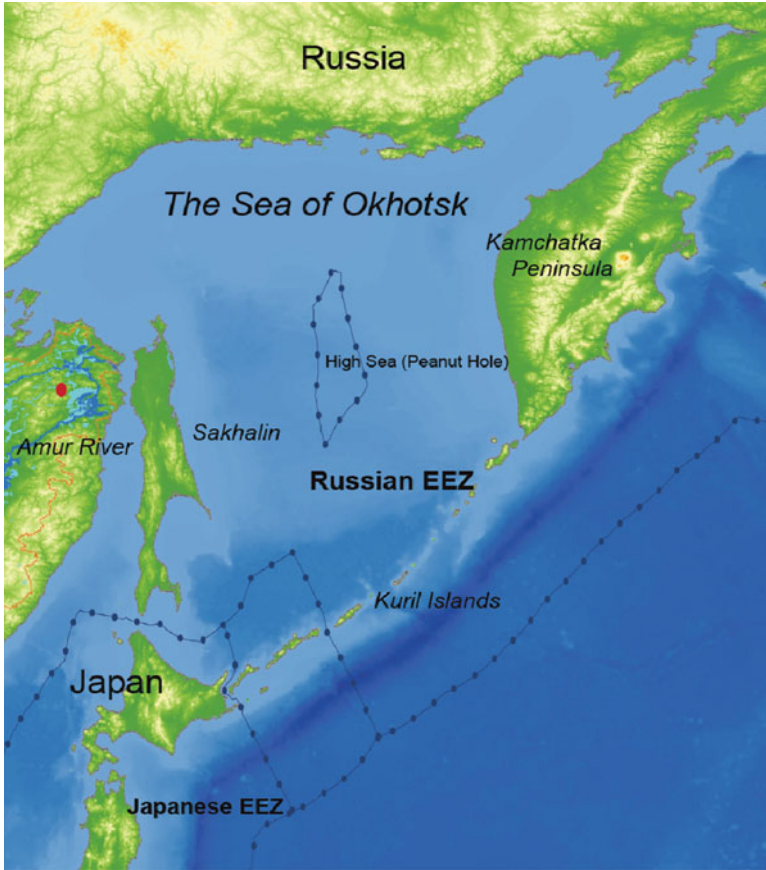 Russia
The Sea of Okhotsk
Kamchatka
Peninsula
High Sea (Peanut Hole)
Sakhalin
Amur River
Russian EEZ
Kuril Islands
Japan
Japanese EEZ